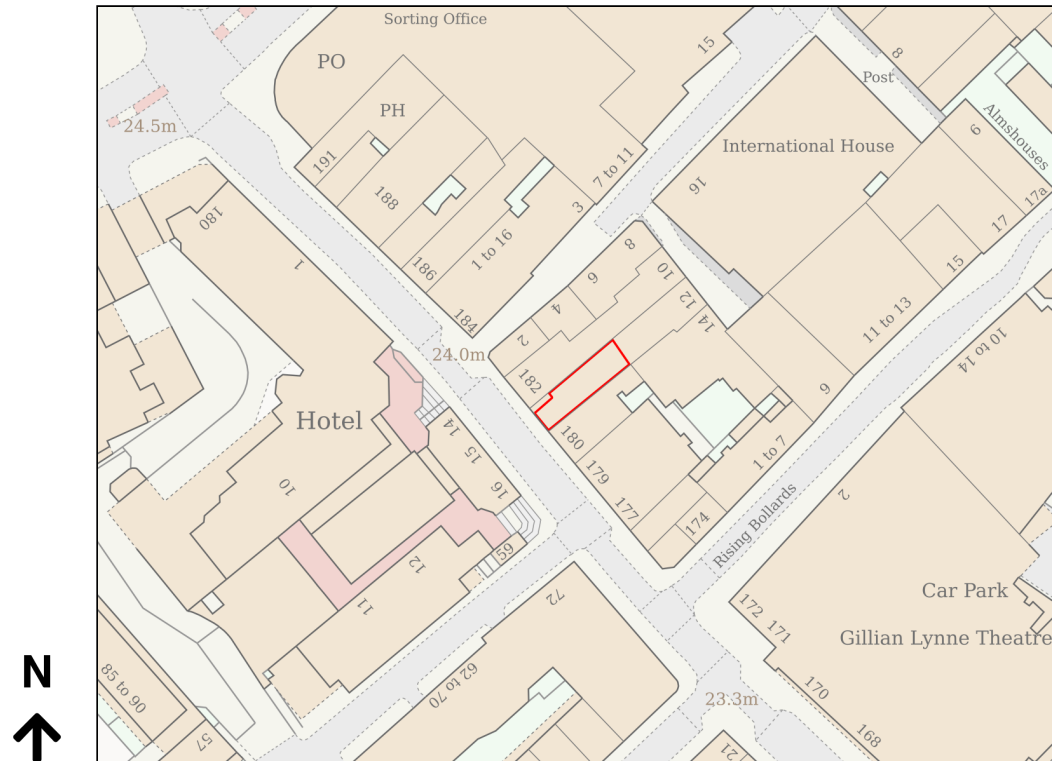 Sorting Office
PO
15
8
Post
PH
24.5m
Almshouses
6
International House
191
7 to 11
188
16
17a
180
3
17
1 to 16
8
1
186
6
10
15
12
4
184
14
11 to 13
2
24.0m
10 to 14
182
9
Hotel
14
180
15
1 to 7
179
10
16
2
177
174
Rising Bollards
59
12
Car Park
72
11
172
171
Gillian Lynne Theatre
N
85 to 90
62 to 70
170
23.3m
57
168
21